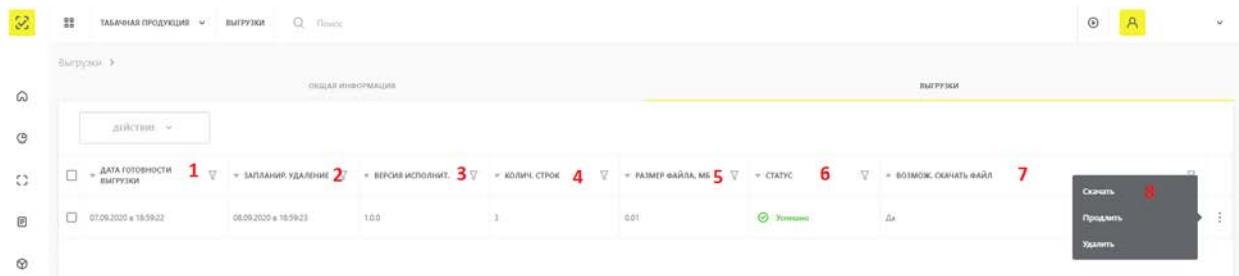 ТАБАЧНАЯ ПРОДУКЦИЯ ВЫГРУЗКИ Поиск
Выгрузки >
ОБЩАЯ ИНФОРМАЦИЯ ВЫГРУЗКИ
ДЕЙСТВИЕ
ДАТА ГОТОВНОСТИ ВЫГРУЗКИ 1 ЗАПЛАНИР. УДАЛЕНИЕ 2 ВЕРСИЯ ИСПОЛНИТ. 3 КОЛИЧ. СТРОК 4 РАЗМЕР ФАЙЛА, МБ 5 СТАТУС 6 ВОЗМОЖ. СКАЧАТЬ ФАЙЛ 7
Скачать 8
07.09.2020 в 18:59:22 08.09.2020 в 18:59:23 1.0.0 3 0.01 Успешно Да Продлить
Удалить